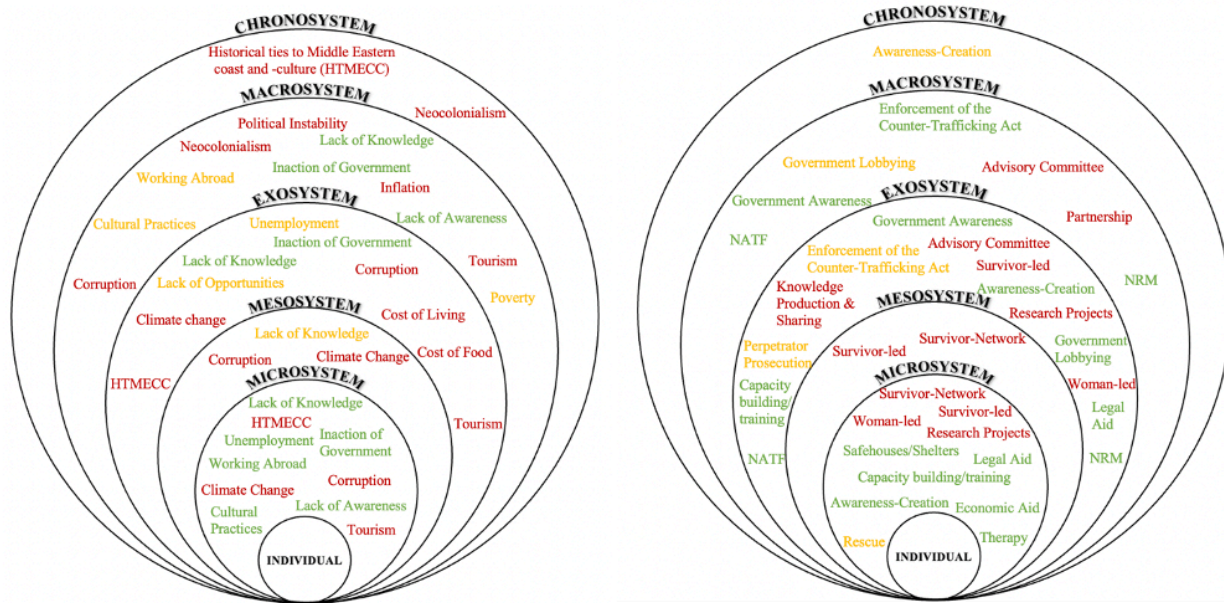 CHRONOSYSTEM
Historical ties to Middle Eastern
coast and -culture (HTMECC)
Neocolonialism
MACROSYSTEM
Political Instability
Lack of Knowledge
Neocolonialism
Inaction of Government
Working Abroad
Inflation
Cultural Practices
Lack of Awareness
Tourism
Corruption
Poverty
EXOSYSTEM
Unemployment
Inaction of Government
Lack of Knowledge
Corruption
Lack of Opportunities
Climate change
Cost of Living
Cost of Food
HTMECC
Tourism
MESOSYSTEM
Lack of Knowledge
Corruption
Climate Change
MICROSYSTEM
Lack of Knowledge
HTMECC
Unemployment
Inaction of
Government
Working Abroad
Corruption
Climate Change
Lack of Awareness
Cultural
Practices
Tourism
INDIVIDUAL
CHRONOSYSTEM
Awareness-Creation
MACROSYSTEM
Enforcement of the
Counter-Trafficking Act
Government Lobbying
Advisory Committee
Government Awareness
Partnership
NATF
NRM
EXOSYSTEM
Government Awareness
Advisory Committee
Enforcement of the
Counter-Trafficking Act
Survivor-led
Knowledge
Production &
Sharing
Awareness-Creation
Research Projects
Perpetrator
Prosecution
Government
Lobbying
Capacity
building/
training
Woman-led
Legal
Aid
NATF
NRM
MESOSYSTEM
Survivor-Network
Survivor-led
MICROSYSTEM
Survivor-Network
Survivor-led
Woman-led
Research Projects
Safehouses/Shelters
Legal Aid
Capacity building/training
Awareness-Creation
Economic Aid
Rescue
Therapy
INDIVIDUAL